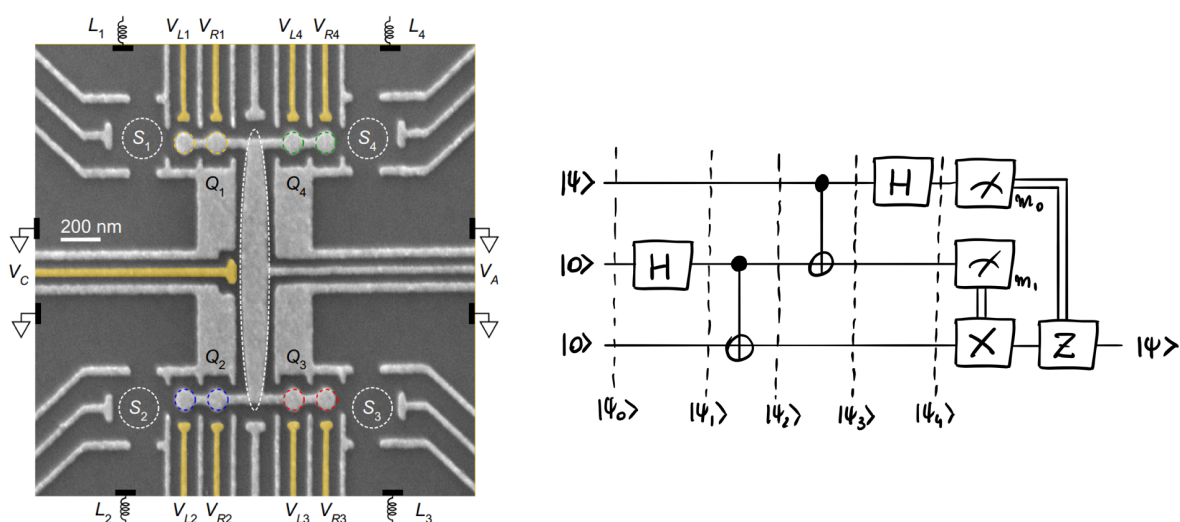 L1 VL1 VR1 VL4 VR4 L4
S1 S4
Q1 Q4
200 nm
VC VA
Q2 Q3
S2 S3
L2 VL2 VR2 VL3 VR3 L3
|ψ⟩ H m0
|0⟩ H m1
|0⟩ X Z |ψ⟩
|ψ0⟩ |ψ1⟩ |ψ2⟩ |ψ3⟩ |ψ4⟩